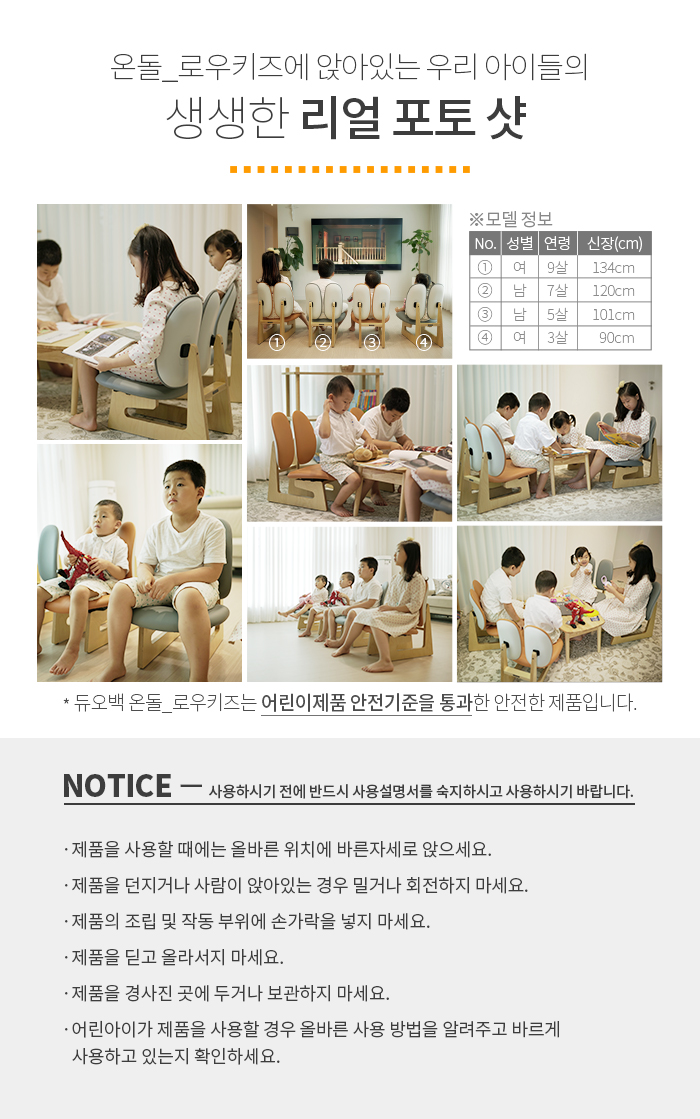 온돌_로우키즈에 앉아있는 우리 아이들의
생생한 리얼 포토 샷
※모델 정보
No. 성별 연령 신장(cm)
① 여 9살 134cm
② 남 7살 120cm
③ 남 5살 101cm
④ 여 3살 90cm
① ② ③ ④
* 듀오백 온돌_로우키즈는 어린이제품 안전기준을 통과한 안전한 제품입니다.
NOTICE ─ 사용하시기 전에 반드시 사용설명서를 숙지하시고 사용하시기 바랍니다.
· 제품을 사용할 때에는 올바른 위치에 바른자세로 앉으세요.
· 제품을 던지거나 사람이 앉아있는 경우 밀거나 회전하지 마세요.
· 제품의 조립 및 작동 부위에 손가락을 넣지 마세요.
· 제품을 딛고 올라서지 마세요.
· 제품을 경사진 곳에 두거나 보관하지 마세요.
· 어린아이가 제품을 사용할 경우 올바른 사용 방법을 알려주고 바르게
사용하고 있는지 확인하세요.